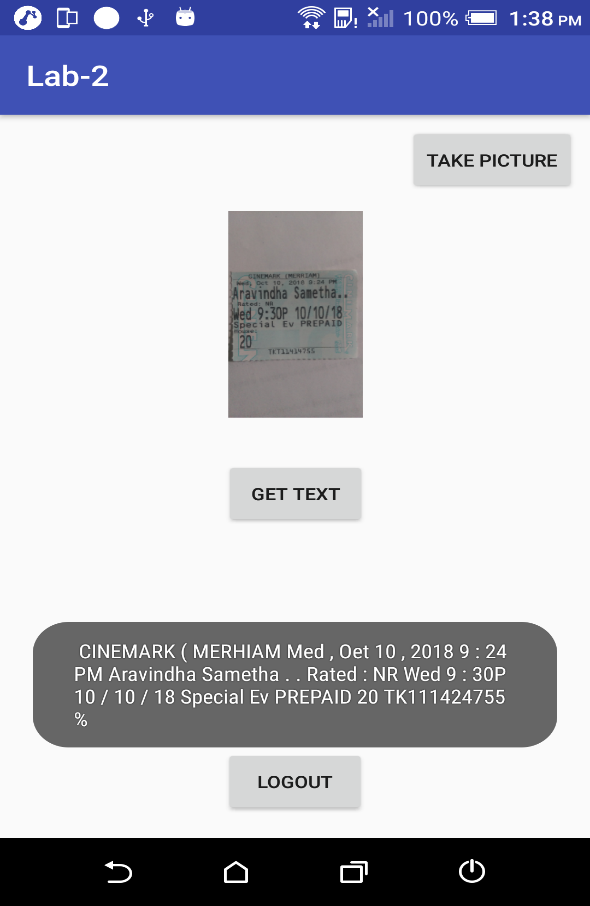 100% 1:38 PM
Lab-2
TAKE PICTURE
CINEMARK (MERHIAM)
Wed, Oct 10, 2018 9:24 PM
Aravindha Sametha..
Rated: NR
Wed 9:30P 10/10/18
Special Ev PREPAID
20
GET TEXT
CINEMARK ( MERHIAM Med , Oet 10 , 2018 9 : 24
PM Aravindha Sametha . . Rated : NR Wed 9 : 30P
10 / 10 / 18 Special Ev PREPAID 20 TK111424755
%
LOGOUT